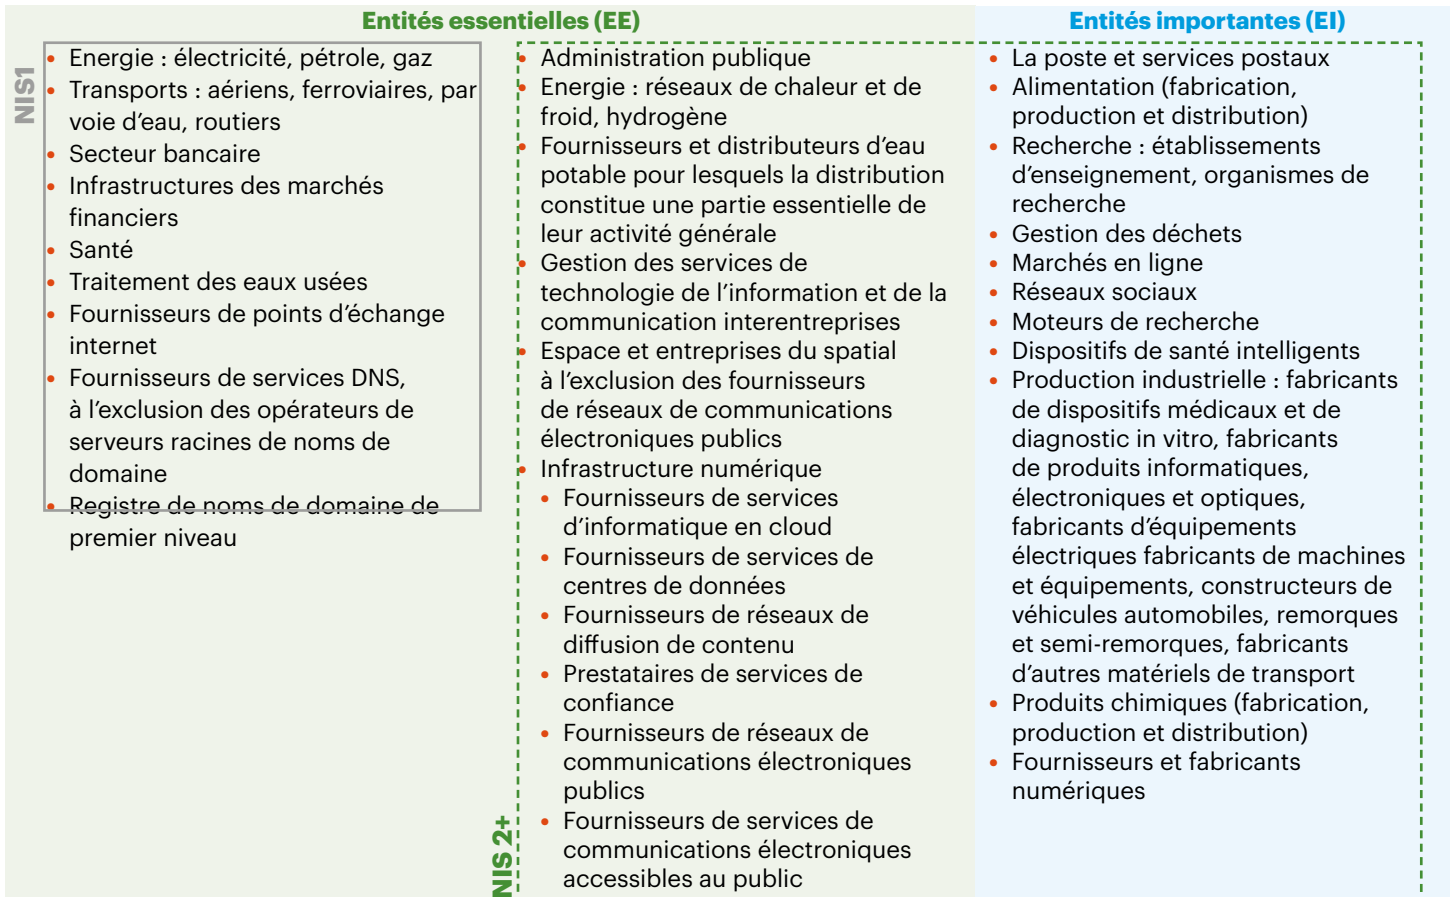 Entités essentielles (EE)
NIS1
• Energie : électricité, pétrole, gaz
• Transports : aériens, ferroviaires, par
voie d’eau, routiers
• Secteur bancaire
• Infrastructures des marchés
financiers
• Santé
• Traitement des eaux usées
• Fournisseurs de points d’échange
internet
• Fournisseurs de services DNS,
à l’exclusion des opérateurs de
serveurs racines de noms de
domaine
• Registre de noms de domaine de
premier niveau
NIS 2+
• Administration publique
• Energie : réseaux de chaleur et de
froid, hydrogène
• Fournisseurs et distributeurs d’eau
potable pour lesquels la distribution
constitue une partie essentielle de
leur activité générale
• Gestion des services de
technologie de l’information et de la
communication interentreprises
• Espace et entreprises du spatial
à l’exclusion des fournisseurs
de réseaux de communications
électroniques publics
• Infrastructure numérique
• Fournisseurs de services
d’informatique en cloud
• Fournisseurs de services de
centres de données
• Fournisseurs de réseaux de
diffusion de contenu
• Prestataires de services de
confiance
• Fournisseurs de réseaux de
communications électroniques
publics
• Fournisseurs de services de
communications électroniques
accessibles au public
Entités importantes (EI)
• La poste et services postaux
• Alimentation (fabrication,
production et distribution)
• Recherche : établissements
d’enseignement, organismes de
recherche
• Gestion des déchets
• Marchés en ligne
• Réseaux sociaux
• Moteurs de recherche
• Dispositifs de santé intelligents
• Production industrielle : fabricants
de dispositifs médicaux et de
diagnostic in vitro, fabricants
de produits informatiques,
électroniques et optiques,
fabricants d’équipements
électriques fabricants de machines
et équipements, constructeurs de
véhicules automobiles, remorques
et semi-remorques, fabricants
d’autres matériels de transport
• Produits chimiques (fabrication,
production et distribution)
• Fournisseurs et fabricants
numériques